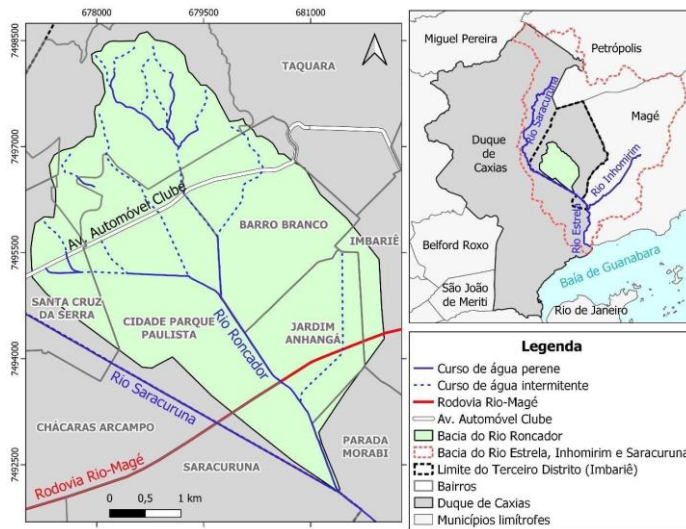 678000
679500
681000
7498500
7497000
7495500
7494000
7492500
TAQUARA
Av. Automóvel Clube
BARRO BRANCO
IMBARIÊ
SANTA CRUZ
DA SERRA
CIDADE PARQUE
PAULISTA
Rio Roncador
JARDIM
ANHANGÁ
Rio Saracuruna
CHÁCARAS ARCAMPO
PARADA
MORABI
SARACURUNA
Rodovia Rio-Magé
0 0,5 1 km
Miguel Pereira
Petrópolis
Rio Saracuruna
Magé
Duque
de
Caxias
Rio Inhomirim
Rio Estrela
Belford Roxo
Baía de Guanabara
São João
de Meriti
Rio de Janeiro
Legenda
Curso de água perene
Curso de água intermitente
Rodovia Rio-Magé
Av. Automóvel Clube
Bacia do Rio Roncador
Bacia do Rio Estrela, Inhomirim e Saracuruna
Limite do Terceiro Distrito (Imbariê)
Bairros
Duque de Caxias
Municípios limítrofes